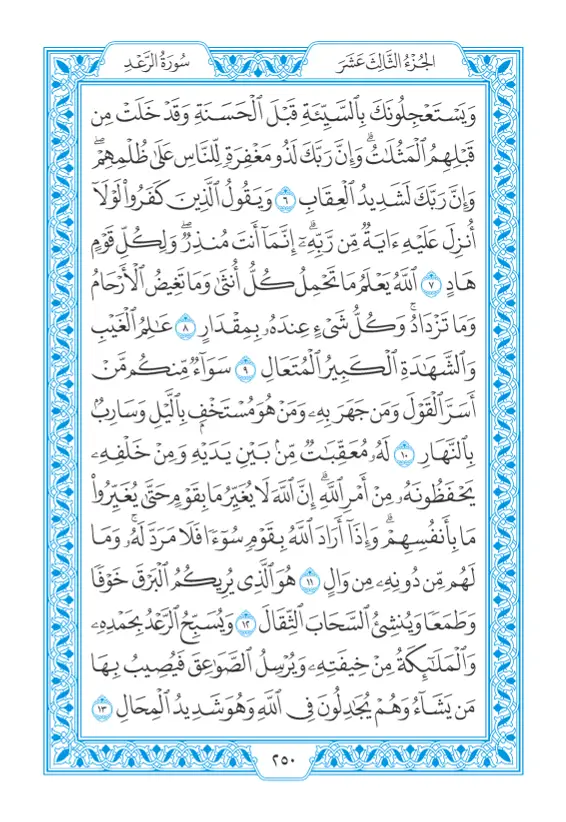 الجُزْءُ الثَّالِثَ عَشَرَ
سُورَةُ الرَّعْدِ
وَيَسْتَعْجِلُونَكَ بِالسَّيِّئَةِ قَبْلَ الْحَسَنَةِ وَقَدْ خَلَتْ مِن
قَبْلِهِمُ الْمَثُلَاتُ ۗ وَإِنَّ رَبَّكَ لَذُو مَغْفِرَةٍ لِّلنَّاسِ عَلَىٰ ظُلْمِهِمْ ۖ
وَإِنَّ رَبَّكَ لَشَدِيدُ الْعِقَابِ ٦ وَيَقُولُ الَّذِينَ كَفَرُوا لَوْلَا
أُنزِلَ عَلَيْهِ ءَايَةٌ مِّن رَّبِّهِۦٓ ۗ إِنَّمَا أَنتَ مُنذِرٌ ۖ وَلِكُلِّ قَوْمٍ
هَادٍ ٧ اللَّهُ يَعْلَمُ مَا تَحْمِلُ كُلُّ أُنثَىٰ وَمَا تَغِيضُ الْأَرْحَامُ
وَمَا تَزْدَادُ ۖ وَكُلُّ شَىْءٍ عِندَهُۥ بِمِقْدَارٍ ٨ عَٰلِمُ الْغَيْبِ
وَالشَّهَٰدَةِ الْكَبِيرُ الْمُتَعَالِ ٩ سَوَآءٌ مِّنكُم مَّنْ
أَسَرَّ الْقَوْلَ وَمَن جَهَرَ بِهِۦ وَمَنْ هُوَ مُسْتَخْفٍۭ بِالَّيْلِ وَسَارِبٌۢ
بِالنَّهَارِ ١٠ لَهُۥ مُعَقِّبَٰتٌ مِّنۢ بَيْنِ يَدَيْهِ وَمِنْ خَلْفِهِۦ
يَحْفَظُونَهُۥ مِنْ أَمْرِ اللَّهِ ۗ إِنَّ اللَّهَ لَا يُغَيِّرُ مَا بِقَوْمٍ حَتَّىٰ يُغَيِّرُوا
مَا بِأَنفُسِهِمْ ۗ وَإِذَآ أَرَادَ اللَّهُ بِقَوْمٍ سُوٓءًا فَلَا مَرَدَّ لَهُۥ ۚ وَمَا
لَهُم مِّن دُونِهِۦ مِن وَالٍ ١١ هُوَ الَّذِى يُرِيكُمُ الْبَرْقَ خَوْفًا
وَطَمَعًا وَيُنشِئُ السَّحَابَ الثِّقَالَ ١٢ وَيُسَبِّحُ الرَّعْدُ بِحَمْدِهِۦ
وَالْمَلَٰٓئِكَةُ مِنْ خِيفَتِهِۦ وَيُرْسِلُ الصَّوَٰعِقَ فَيُصِيبُ بِهَا
مَن يَشَآءُ وَهُمْ يُجَٰدِلُونَ فِى اللَّهِ وَهُوَ شَدِيدُ الْمِحَالِ ١٣
٢٥٠